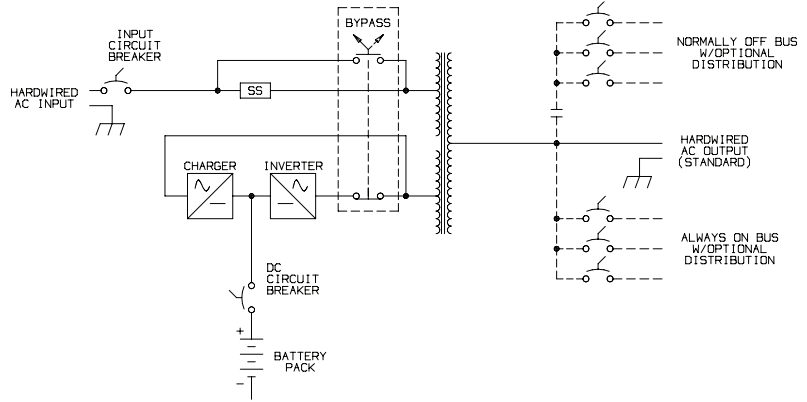 BYPASS
INPUT
CIRCUIT
BREAKER
HARDWIRED
AC INPUT
SS
NORMALLY OFF BUS
W/OPTIONAL
DISTRIBUTION
HARDWIRED
AC OUTPUT
(STANDARD)
CHARGER
INVERTER
ALWAYS ON BUS
W/OPTIONAL
DISTRIBUTION
DC
CIRCUIT
BREAKER
+
BATTERY
PACK
−